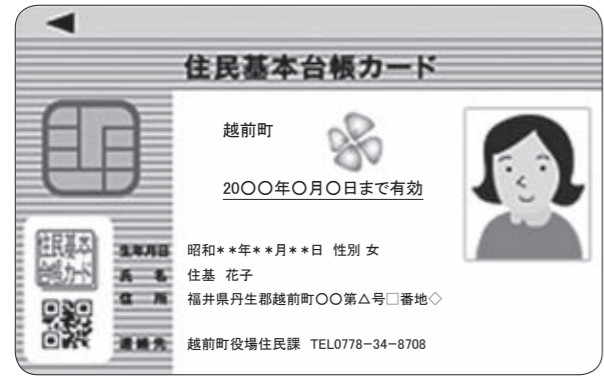 住民基本台帳カード
越前町
20〇〇年〇月〇日まで有効
住民基本
台帳カード
生年月日 昭和**年**月**日 性別 女
氏 名 住基 花子
住 所 福井県丹生郡越前町〇〇第△号□番地◇
連絡先 越前町役場住民課 TEL0778-34-8708